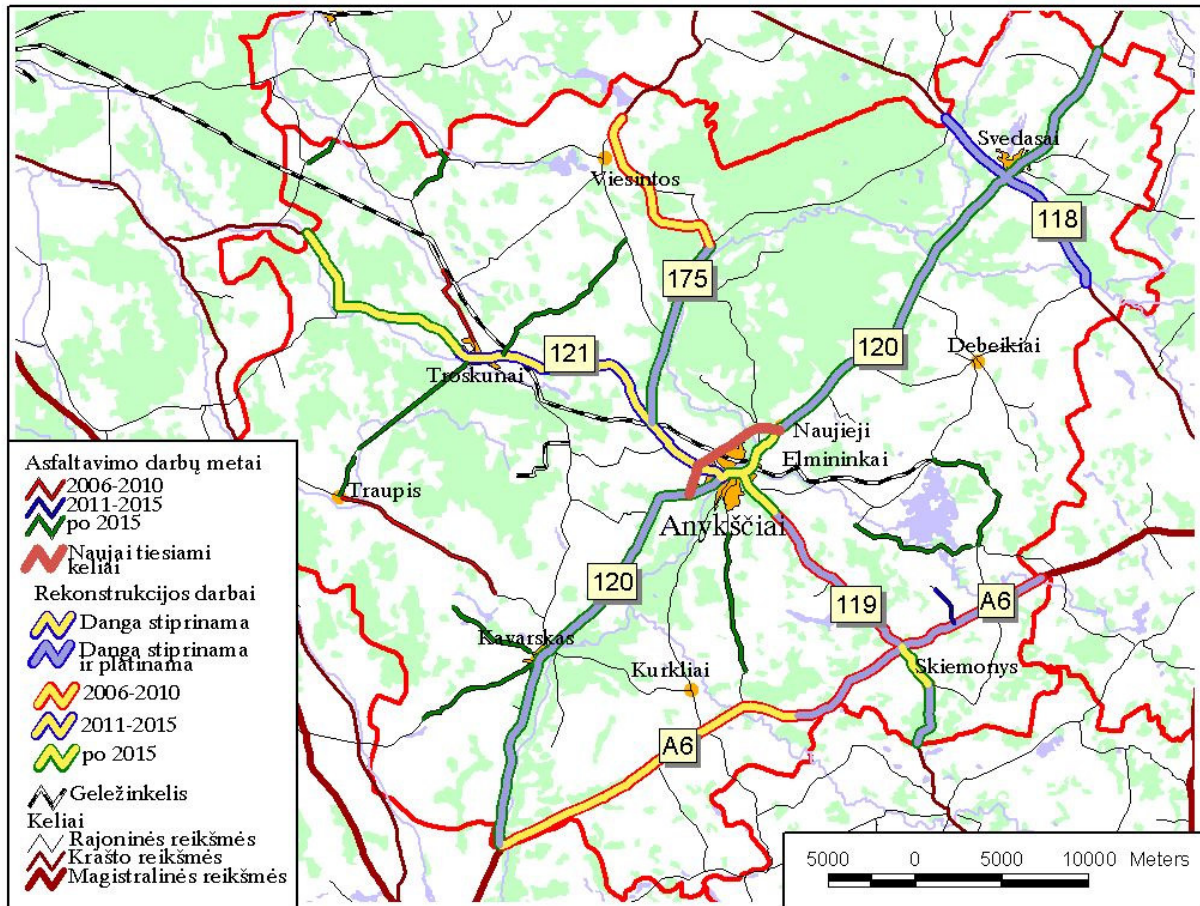 Svedasai
118
Viesintos
175
120
Debeikiai
121
Troškūnai
Naujieji
Elmininkai
Traupis
Anykščiai
120
119
A6
Kavarskas
Kurkliai
Skiemonys
A6
Asfaltavimo darbų metai
2006-2010
2011-2015
po 2015
Naujai tiesiami
keliai
Rekonstrukcijos darbai
Danga stiprinama
Danga stiprinama
ir platinama
2006-2010
2011-2015
po 2015
Geležinkelis
Keliai
Rajoninės reikšmės
Krašto reikšmės
Magistralinės reikšmės
5000 0 5000 10000 Meters